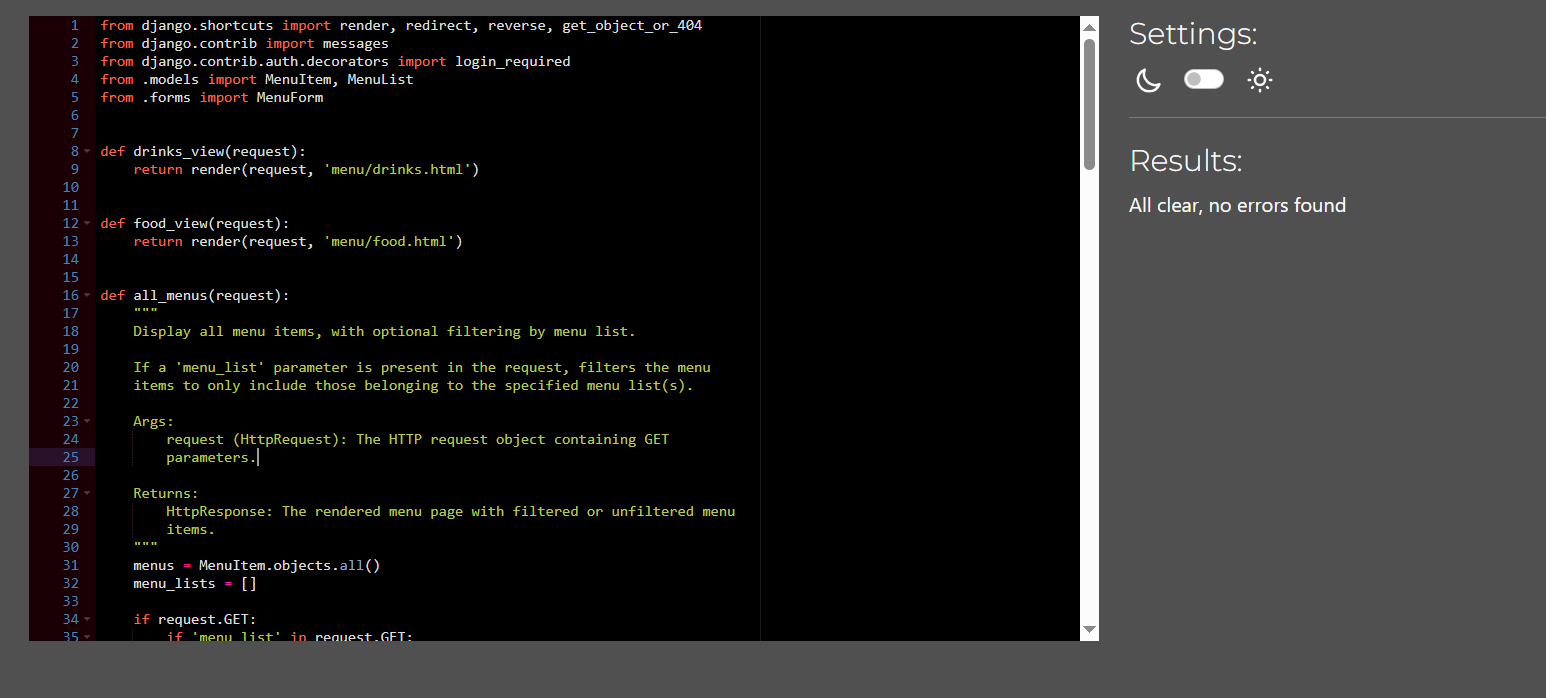 1 from django.shortcuts import render, redirect, reverse, get_object_or_404
2 from django.contrib import messages
3 from django.contrib.auth.decorators import login_required
4 from .models import MenuItem, MenuList
5 from .forms import MenuForm
6
7
8 def drinks_view(request):
9     return render(request, 'menu/drinks.html')
10
11
12 def food_view(request):
13     return render(request, 'menu/food.html')
14
15
16 def all_menus(request):
17     """
18     Display all menu items, with optional filtering by menu list.
19
20     If a 'menu_list' parameter is present in the request, filters the menu
21     items to only include those belonging to the specified menu list(s).
22
23     Args:
24         request (HttpRequest): The HTTP request object containing GET
25         parameters.
26
27     Returns:
28         HttpResponse: The rendered menu page with filtered or unfiltered menu
29         items.
30     """
31     menus = MenuItem.objects.all()
32     menu_lists = []
33
34     if request.GET:
35         if 'menu_list' in request.GET:
Settings:
Results:
All clear, no errors found